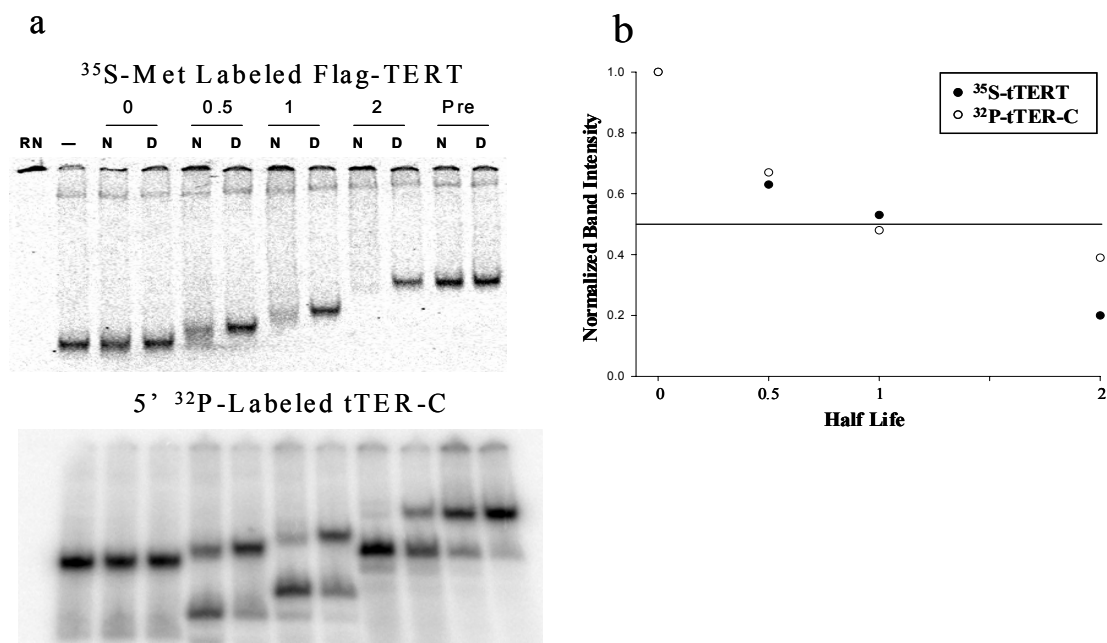 a
³⁵S-Met Labeled Flag-TERT
0 0.5 1 2 Pre
RN – N D N D N D N D N D
5’ ³²P-Labeled tTER-C
b
1.0
0.8
0.6
0.4
0.2
0.0
Normalized Band Intensity
³⁵S-tTERT
³²P-tTER-C
0 0.5 1 2
Half Life